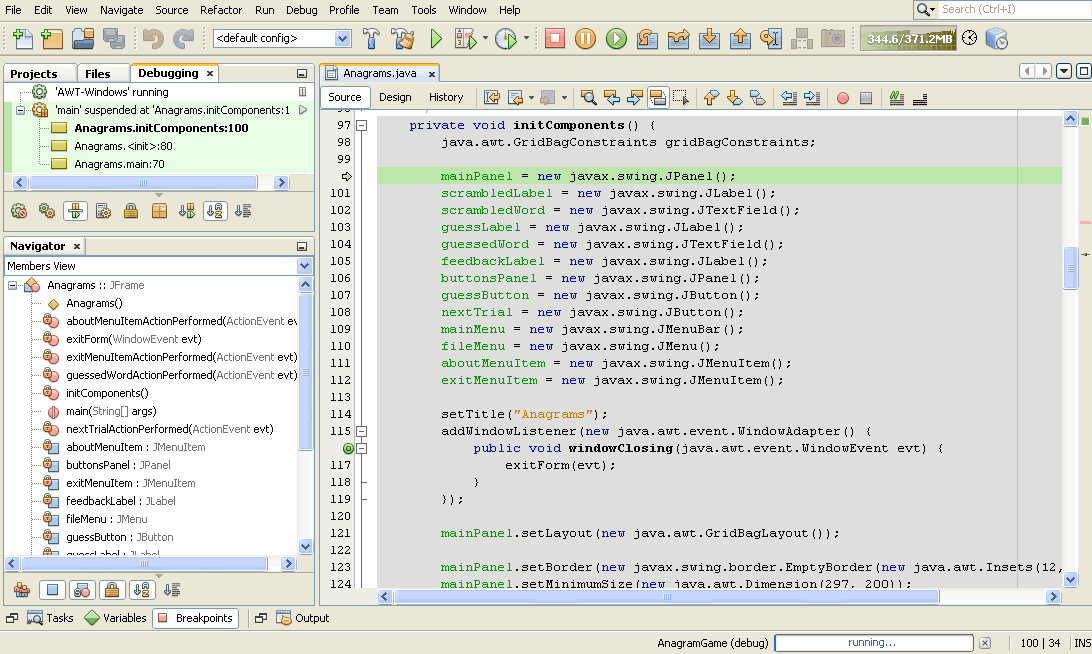 File Edit View Navigate Source Refactor Run Debug Profile Team Tools Window Help
Search (Ctrl+I)
<default config>
344.6/371.2MB
Projects Files Debugging ×
'AWT-Windows' running
'main' suspended at 'Anagrams.initComponents:1
Anagrams.initComponents:100
Anagrams.<init>:80
Anagrams.main:70
Navigator ×
Members View
Anagrams :: JFrame
Anagrams()
aboutMenuItemActionPerformed(ActionEvent ev
exitForm(WindowEvent evt)
exitMenuItemActionPerformed(ActionEvent evt)
guessedWordActionPerformed(ActionEvent evt)
initComponents()
main(String[] args)
nextTrialActionPerformed(ActionEvent evt)
aboutMenuItem : JMenuItem
buttonsPanel : JPanel
exitMenuItem : JMenuItem
feedbackLabel : JLabel
fileMenu : JMenu
guessButton : JButton
guessLabel : JLabel
Anagrams.java ×
Source Design History
97 private void initComponents() {
98 java.awt.GridBagConstraints gridBagConstraints;
99
mainPanel = new javax.swing.JPanel();
101 scrambledLabel = new javax.swing.JLabel();
102 scrambledWord = new javax.swing.JTextField();
103 guessLabel = new javax.swing.JLabel();
104 guessedWord = new javax.swing.JTextField();
105 feedbackLabel = new javax.swing.JLabel();
106 buttonsPanel = new javax.swing.JPanel();
107 guessButton = new javax.swing.JButton();
108 nextTrial = new javax.swing.JButton();
109 mainMenu = new javax.swing.JMenuBar();
110 fileMenu = new javax.swing.JMenu();
111 aboutMenuItem = new javax.swing.JMenuItem();
112 exitMenuItem = new javax.swing.JMenuItem();
113
114 setTitle("Anagrams");
115 addWindowListener(new java.awt.event.WindowAdapter() {
public void windowClosing(java.awt.event.WindowEvent evt) {
117 exitForm(evt);
118 }
119 });
120
121 mainPanel.setLayout(new java.awt.GridBagLayout());
122
123 mainPanel.setBorder(new javax.swing.border.EmptyBorder(new java.awt.Insets(12,
124 mainPanel.setMinimumSize(new java.awt.Dimension(297, 200));
Tasks Variables Breakpoints Output
AnagramGame (debug) running... 100 | 34 INS